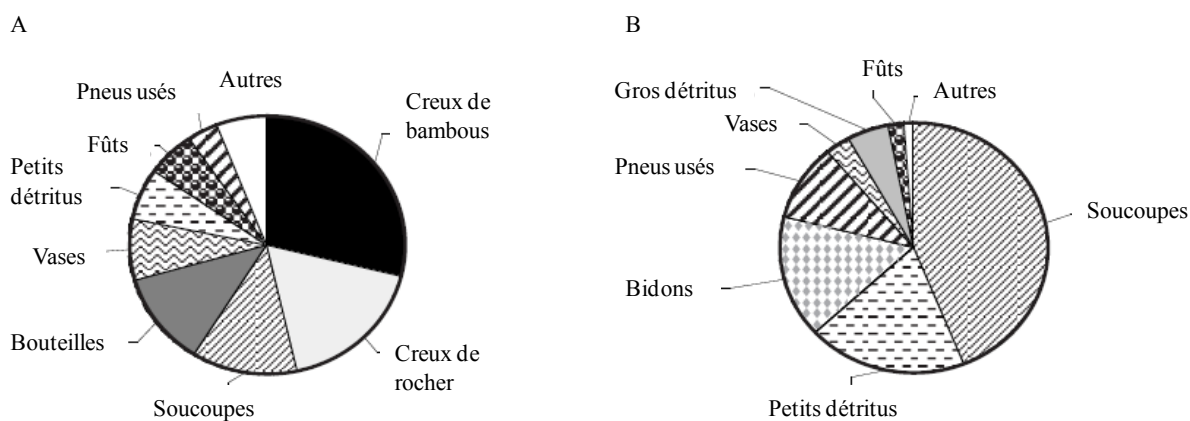 A
Autres
Pneus usés
Creux de
bambous
Fûts
Petits
détritus
Vases
Bouteilles
Creux de
rocher
Soucoupes
B
Fûts
Gros détritus
Autres
Vases
Pneus usés
Soucoupes
Bidons
Petits détritus